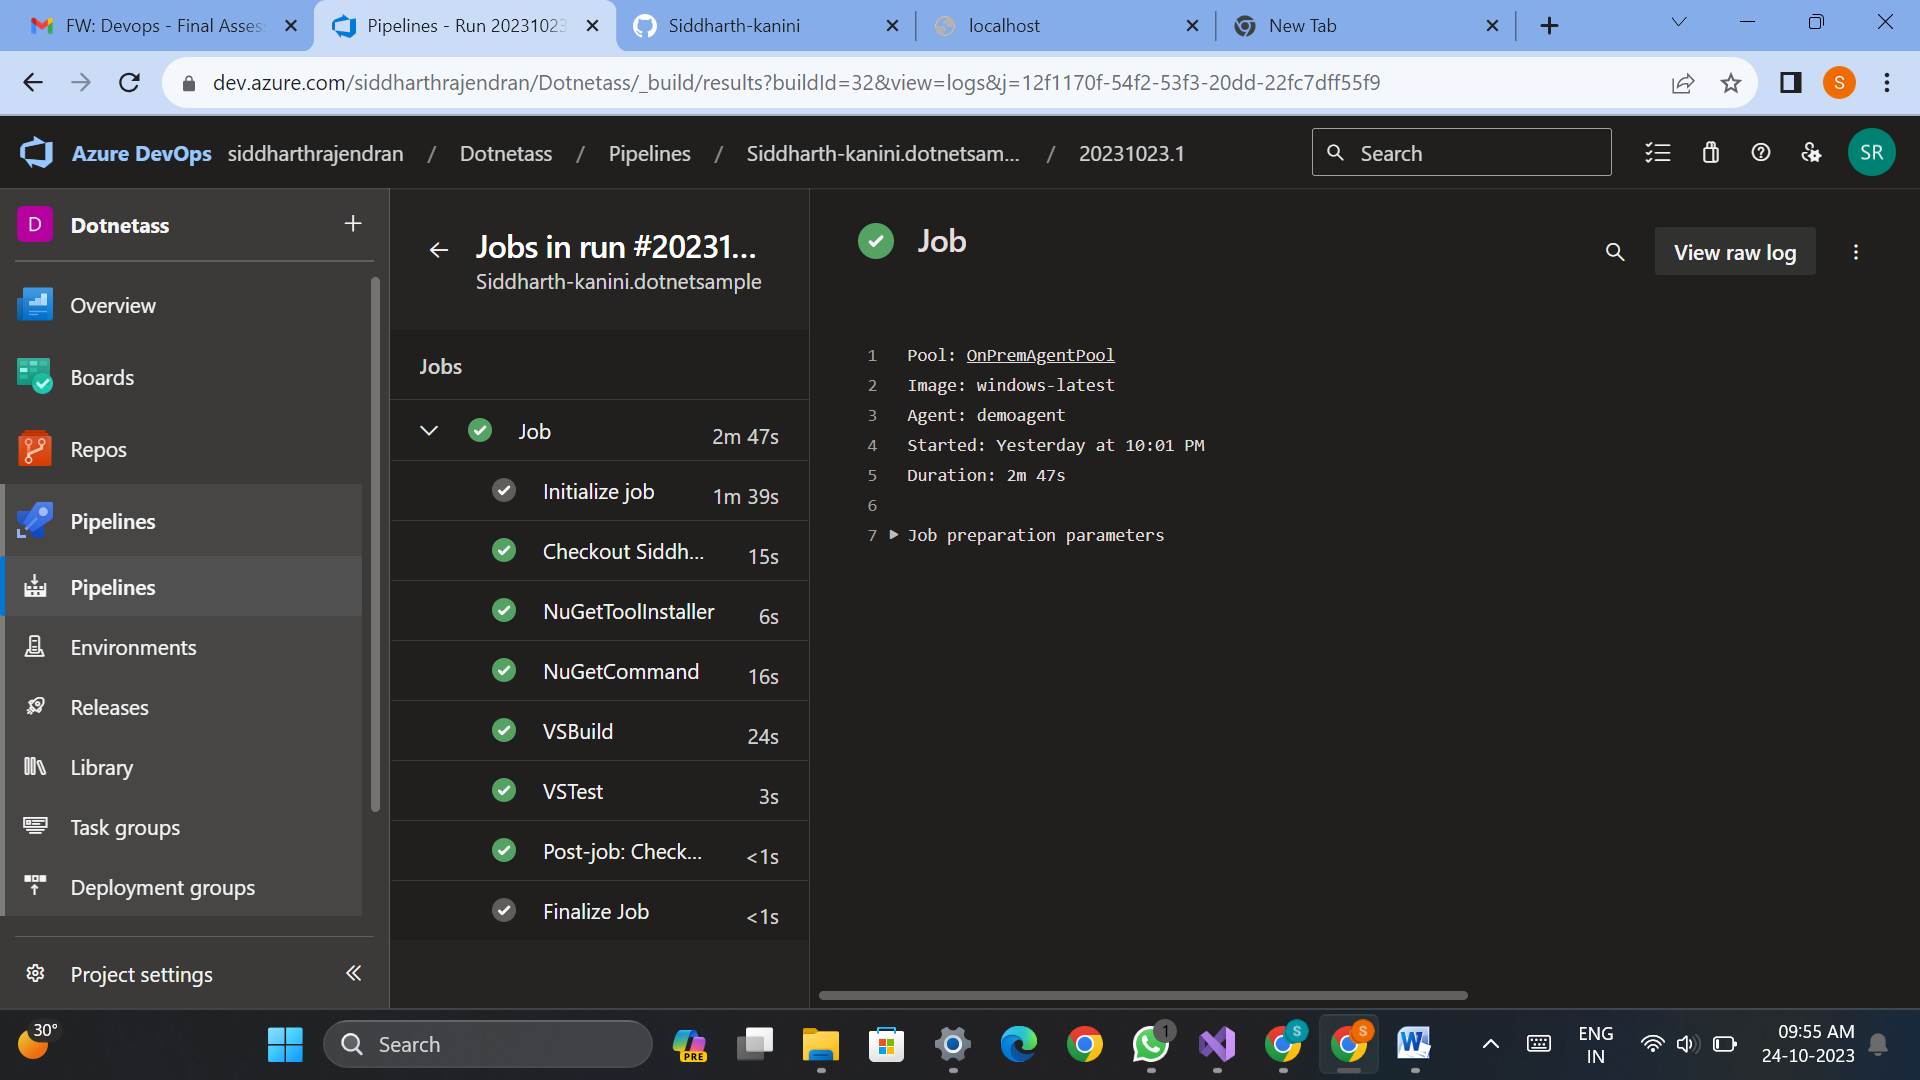 FW: Devops - Final Asses
Pipelines - Run 20231023
Siddharth-kanini
localhost
New Tab
dev.azure.com/siddharthrajendran/Dotnetass/_build/results?buildId=32&view=logs&j=12f1170f-54f2-53f3-20dd-22fc7dff55f9
S
Azure DevOps siddharthrajendran / Dotnetass / Pipelines / Siddharth-kanini.dotnetsam... / 20231023.1
Search
SR
D Dotnetass
Overview
Boards
Repos
Pipelines
Pipelines
Environments
Releases
Library
Task groups
Deployment groups
Project settings
Jobs in run #20231...
Siddharth-kanini.dotnetsample
Jobs
Job 2m 47s
Initialize job 1m 39s
Checkout Siddh... 15s
NuGetToolInstaller 6s
NuGetCommand 16s
VSBuild 24s
VSTest 3s
Post-job: Check... <1s
Finalize Job <1s
Job
View raw log
1 Pool: OnPremAgentPool
2 Image: windows-latest
3 Agent: demoagent
4 Started: Yesterday at 10:01 PM
5 Duration: 2m 47s
6
7 Job preparation parameters
30°
Search
PRE
1
S
S
W
ENG
IN
09:55 AM
24-10-2023